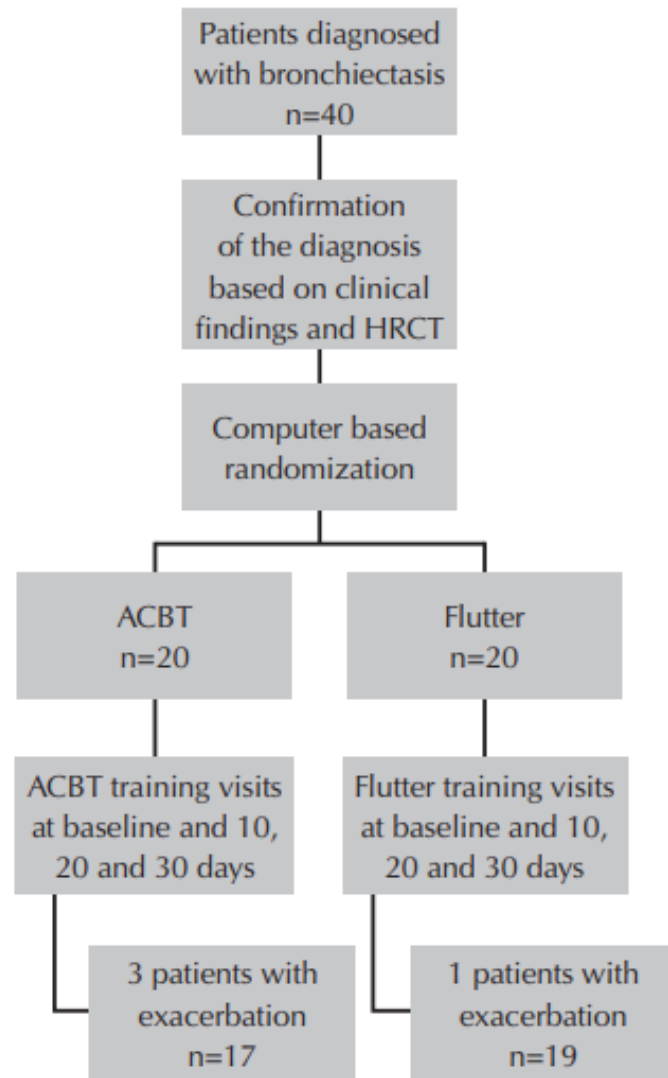 Patients diagnosed
with bronchiectasis
n=40
Confirmation
of the diagnosis
based on clinical
findings and HRCT
Computer based
randomization
ACBT
n=20
Flutter
n=20
ACBT training visits
at baseline and 10,
20 and 30 days
Flutter training visits
at baseline and 10,
20 and 30 days
3 patients with
exacerbation
n=17
1 patients with
exacerbation
n=19